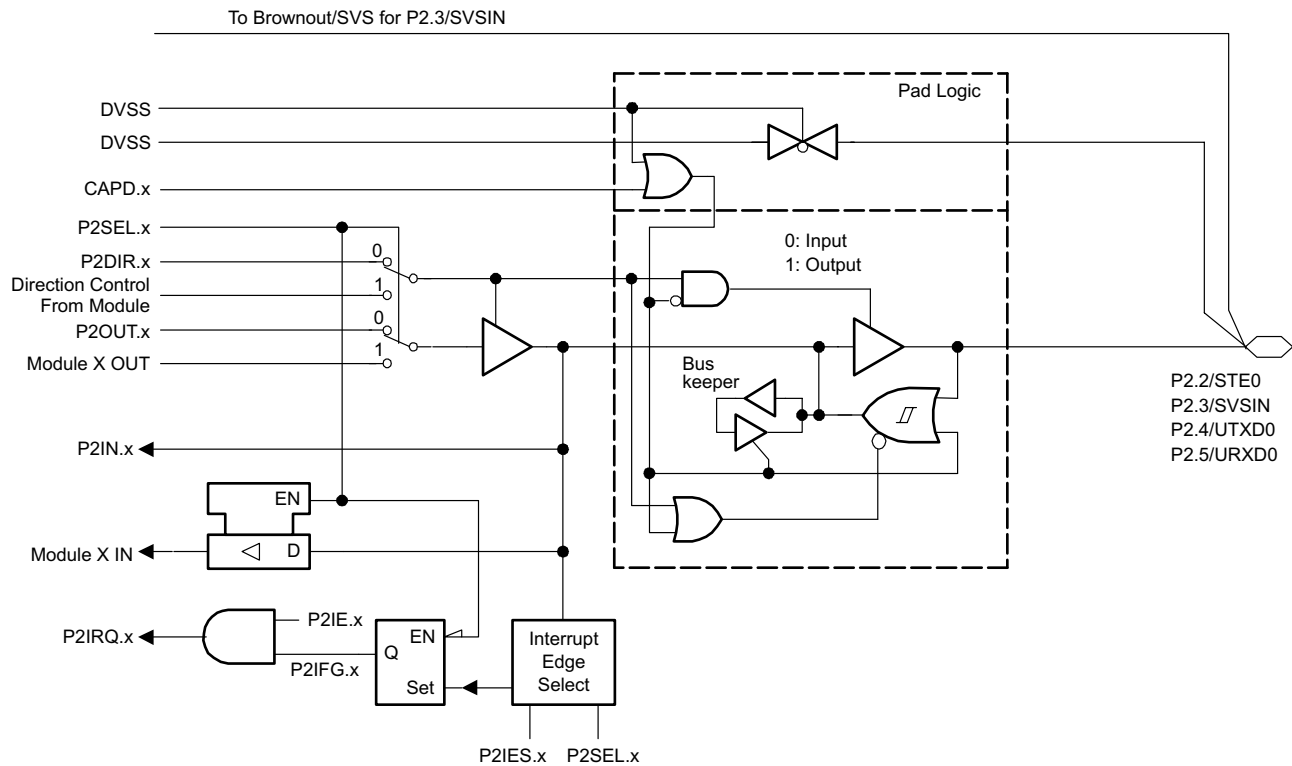 To Brownout/SVS for P2.3/SVSIN
Pad Logic
DVSS
DVSS
CAPD.x
P2SEL.x
0
P2DIR.x
Direction Control
From Module
1
0
P2OUT.x
1
Module X OUT
0: Input
1: Output
Bus
keeper
P2.2/STE0
P2.3/SVSIN
P2.4/UTXD0
P2.5/URXD0
P2IN.x
EN
Module X IN
D
P2IE.x
P2IRQ.x
P2IFG.x
EN
Q
Set
Interrupt
Edge
Select
P2IES.x
P2SEL.x